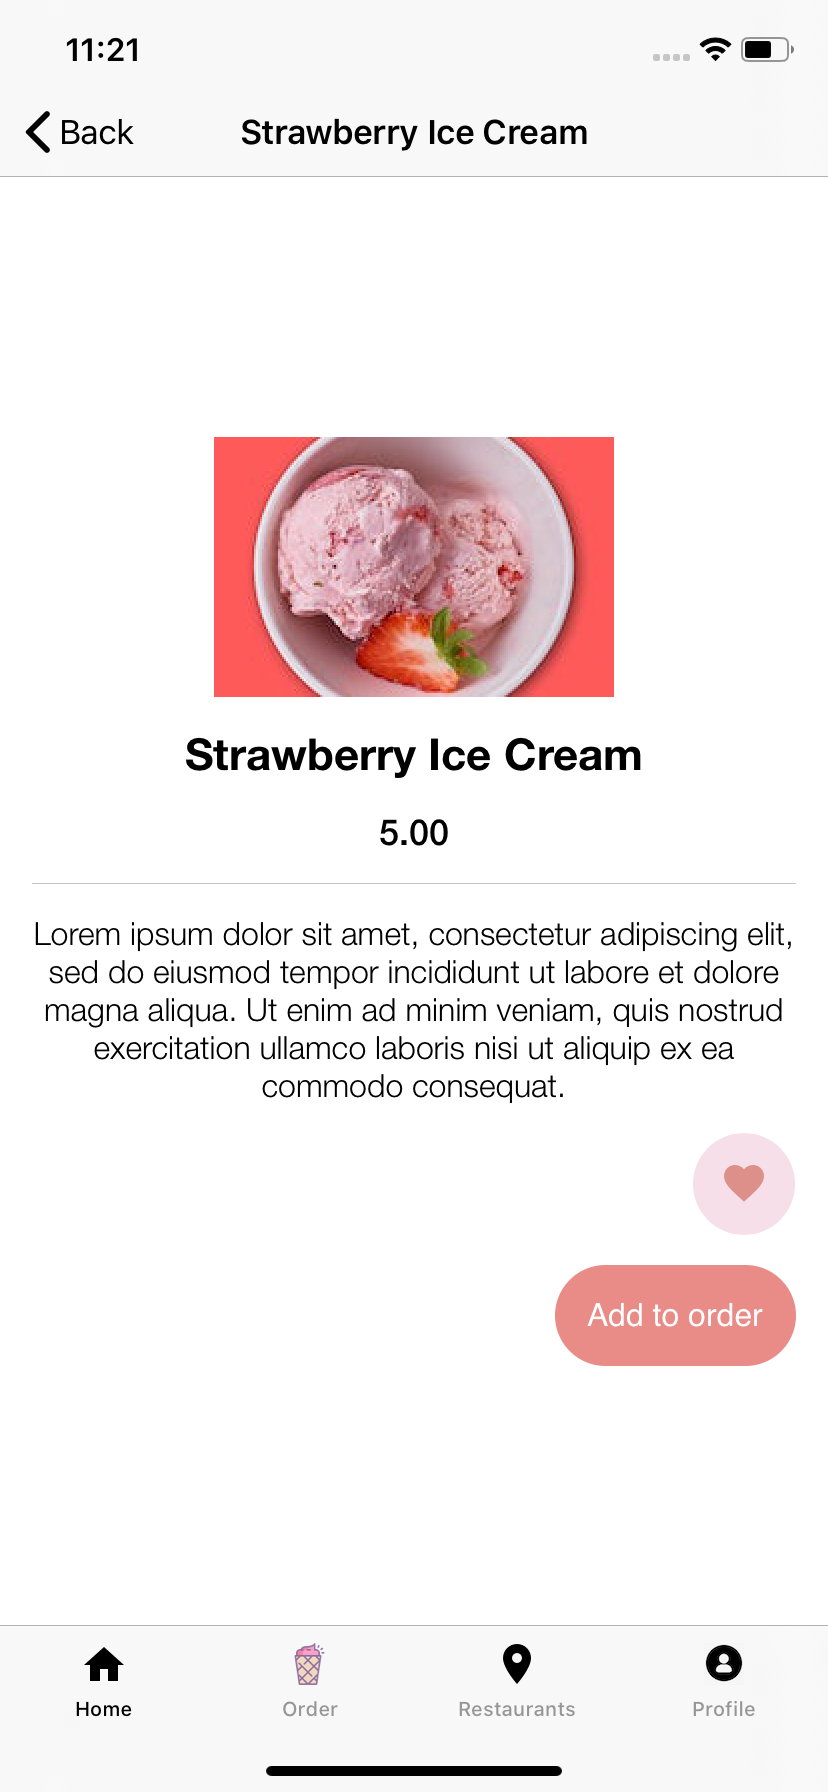 11:21
Back
Strawberry Ice Cream
Strawberry Ice Cream
5.00
Lorem ipsum dolor sit amet, consectetur adipiscing elit,
sed do eiusmod tempor incididunt ut labore et dolore
magna aliqua. Ut enim ad minim veniam, quis nostrud
exercitation ullamco laboris nisi ut aliquip ex ea
commodo consequat.
Add to order
Home
Order
Restaurants
Profile